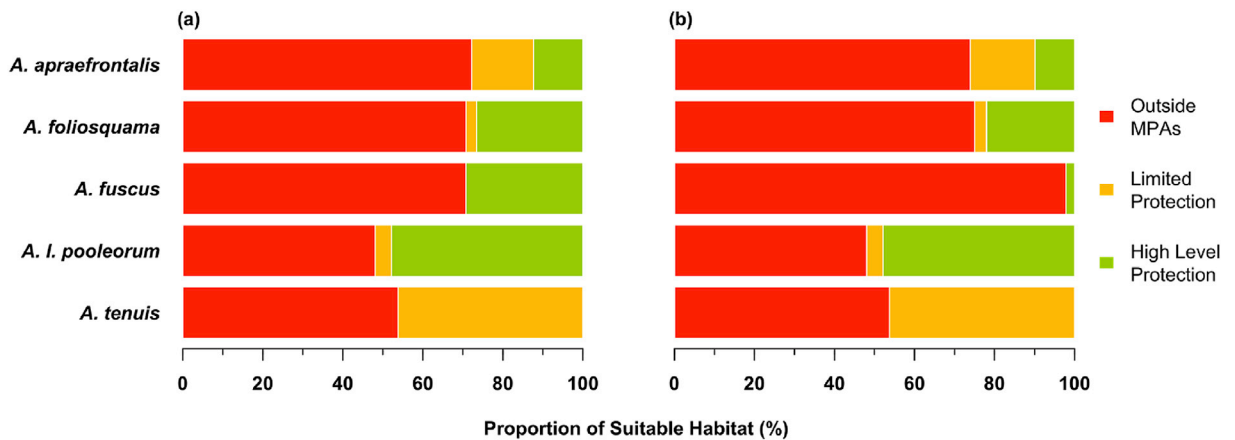 (a)
(b)
A. apraefrontalis
A. foliosquama
A. fuscus
A. l. pooleorum
A. tenuis
Outside
MPAs
Limited
Protection
High Level
Protection
0 20 40 60 80 100
0 20 40 60 80 100
Proportion of Suitable Habitat (%)